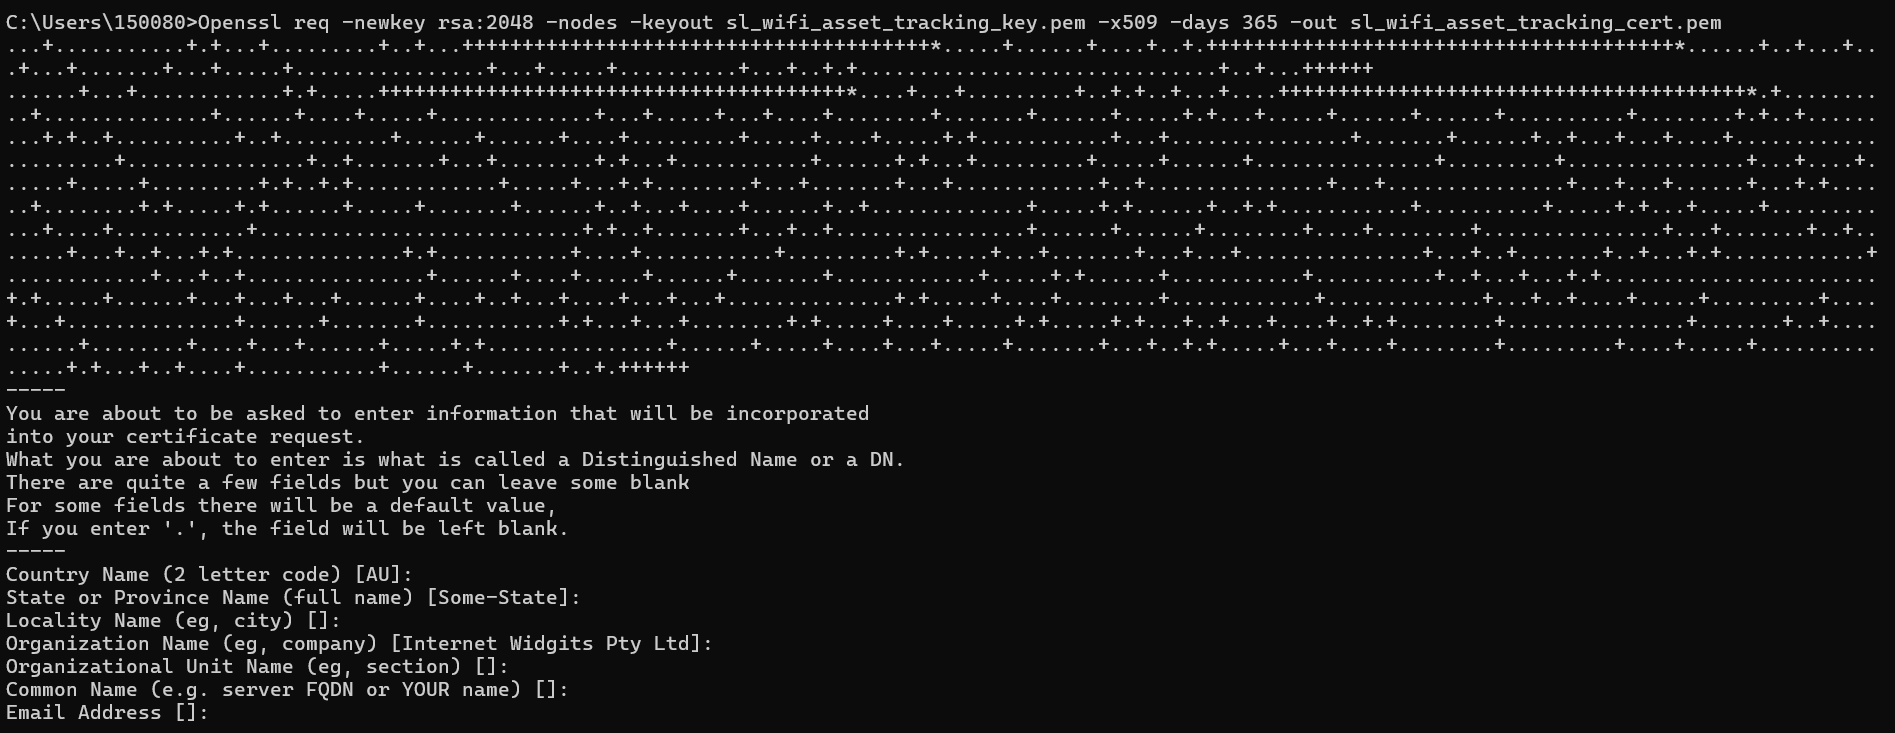 C:\Users\150080>Openssl req -newkey rsa:2048 -nodes -keyout sl_wifi_asset_tracking_key.pem -x509 -days 365 -out sl_wifi_asset_tracking_cert.pem
-----
You are about to be asked to enter information that will be incorporated
into your certificate request.
What you are about to enter is what is called a Distinguished Name or a DN.
There are quite a few fields but you can leave some blank
For some fields there will be a default value,
If you enter '.', the field will be left blank.
-----
Country Name (2 letter code) [AU]:
State or Province Name (full name) [Some-State]:
Locality Name (eg, city) []:
Organization Name (eg, company) [Internet Widgits Pty Ltd]:
Organizational Unit Name (eg, section) []:
Common Name (e.g. server FQDN or YOUR name) []:
Email Address []: